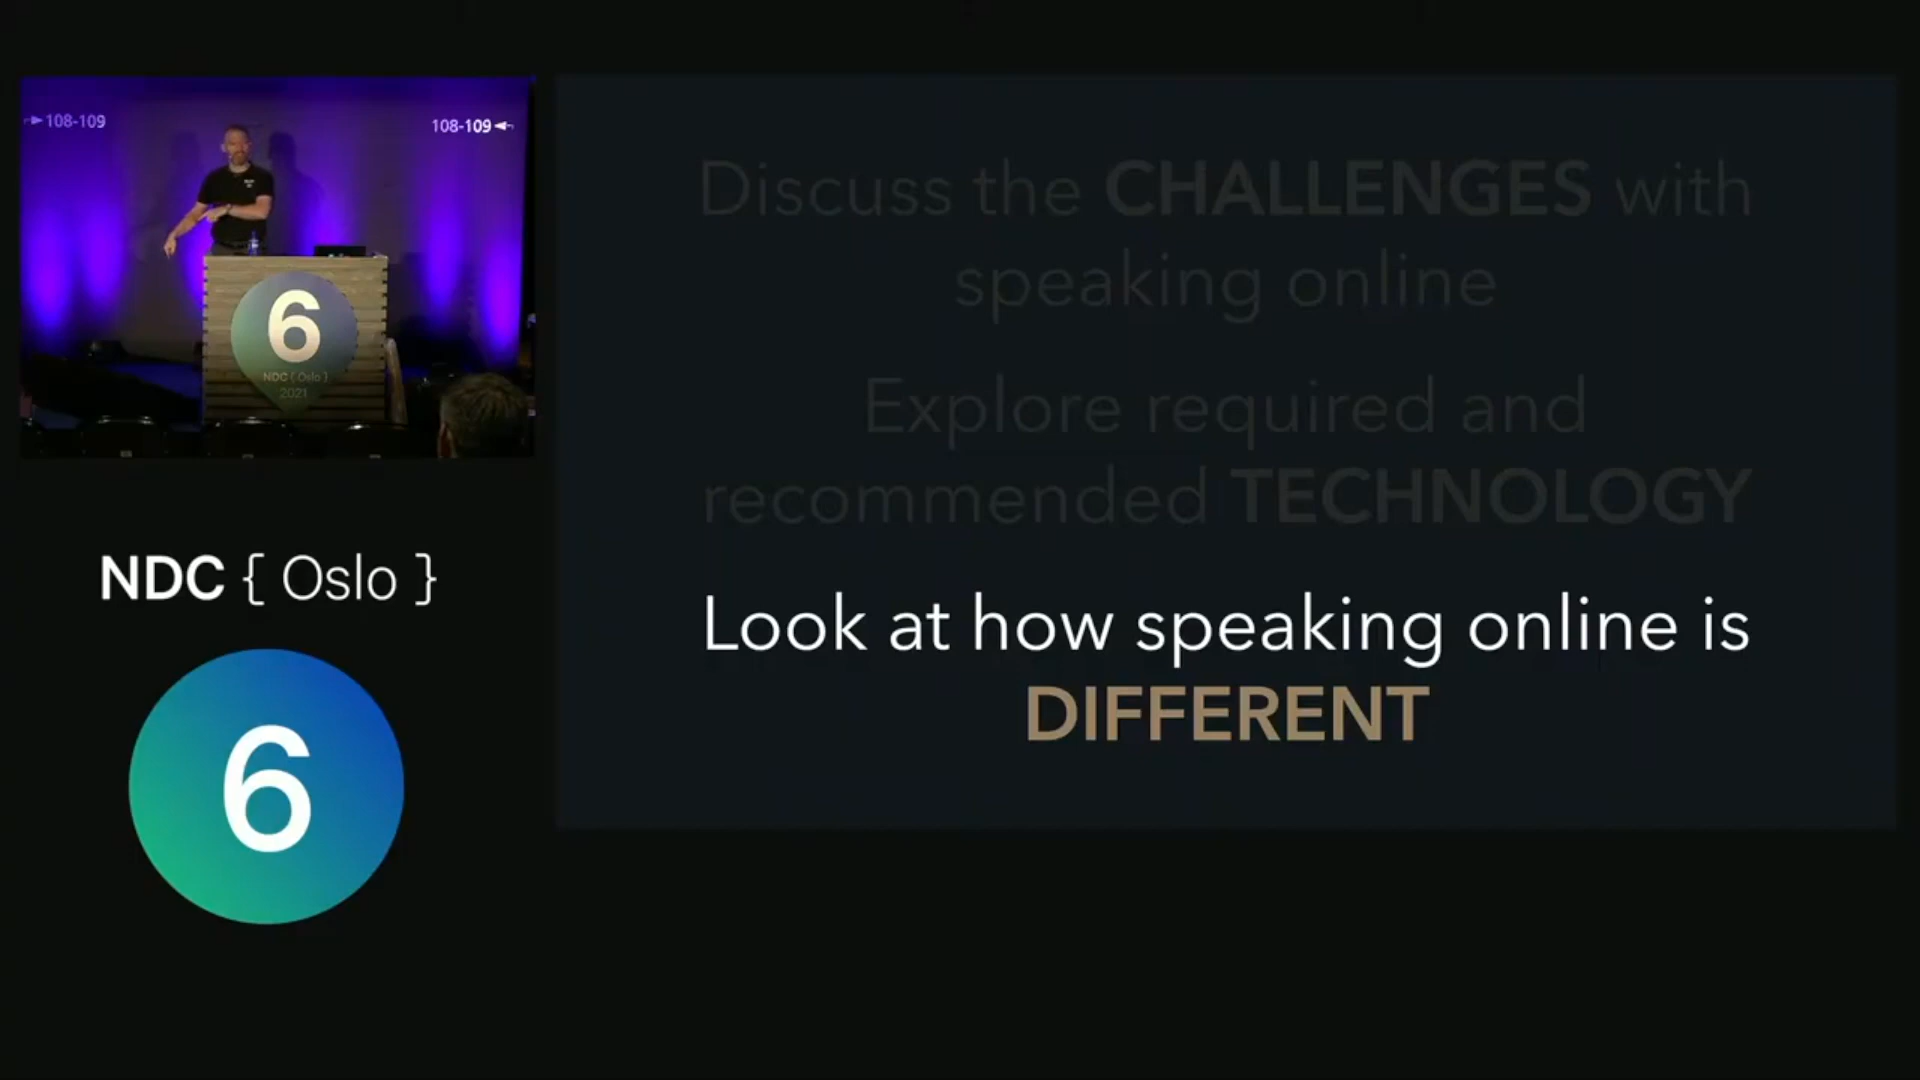 108-109
108-109
6
NDC { Oslo }
2021
NDC { Oslo }
6
Discuss the CHALLENGES with
speaking online
Explore required and
recommended TECHNOLOGY
Look at how speaking online is
DIFFERENT